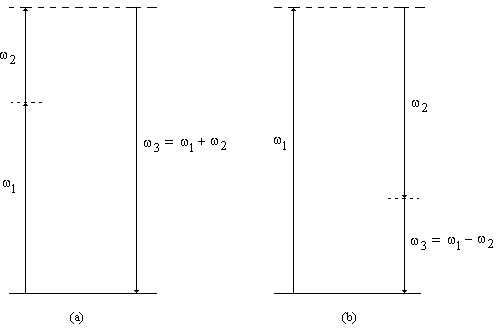 ω2
ω1
ω3 = ω1 + ω2
(a)
ω1
ω2
ω3 = ω1 − ω2
(b)